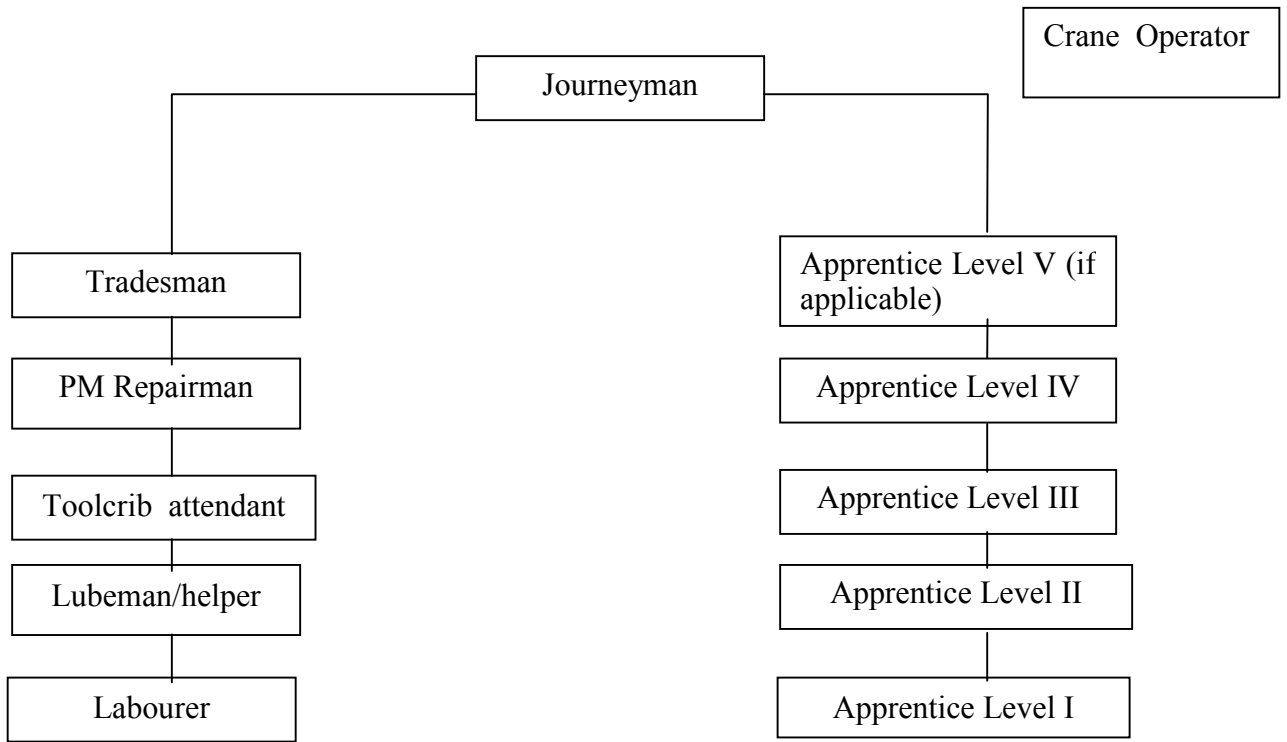 Crane Operator
Journeyman
Tradesman
PM Repairman
Toolcrib attendant
Lubeman/helper
Labourer
Apprentice Level V (if
applicable)
Apprentice Level IV
Apprentice Level III
Apprentice Level II
Apprentice Level I